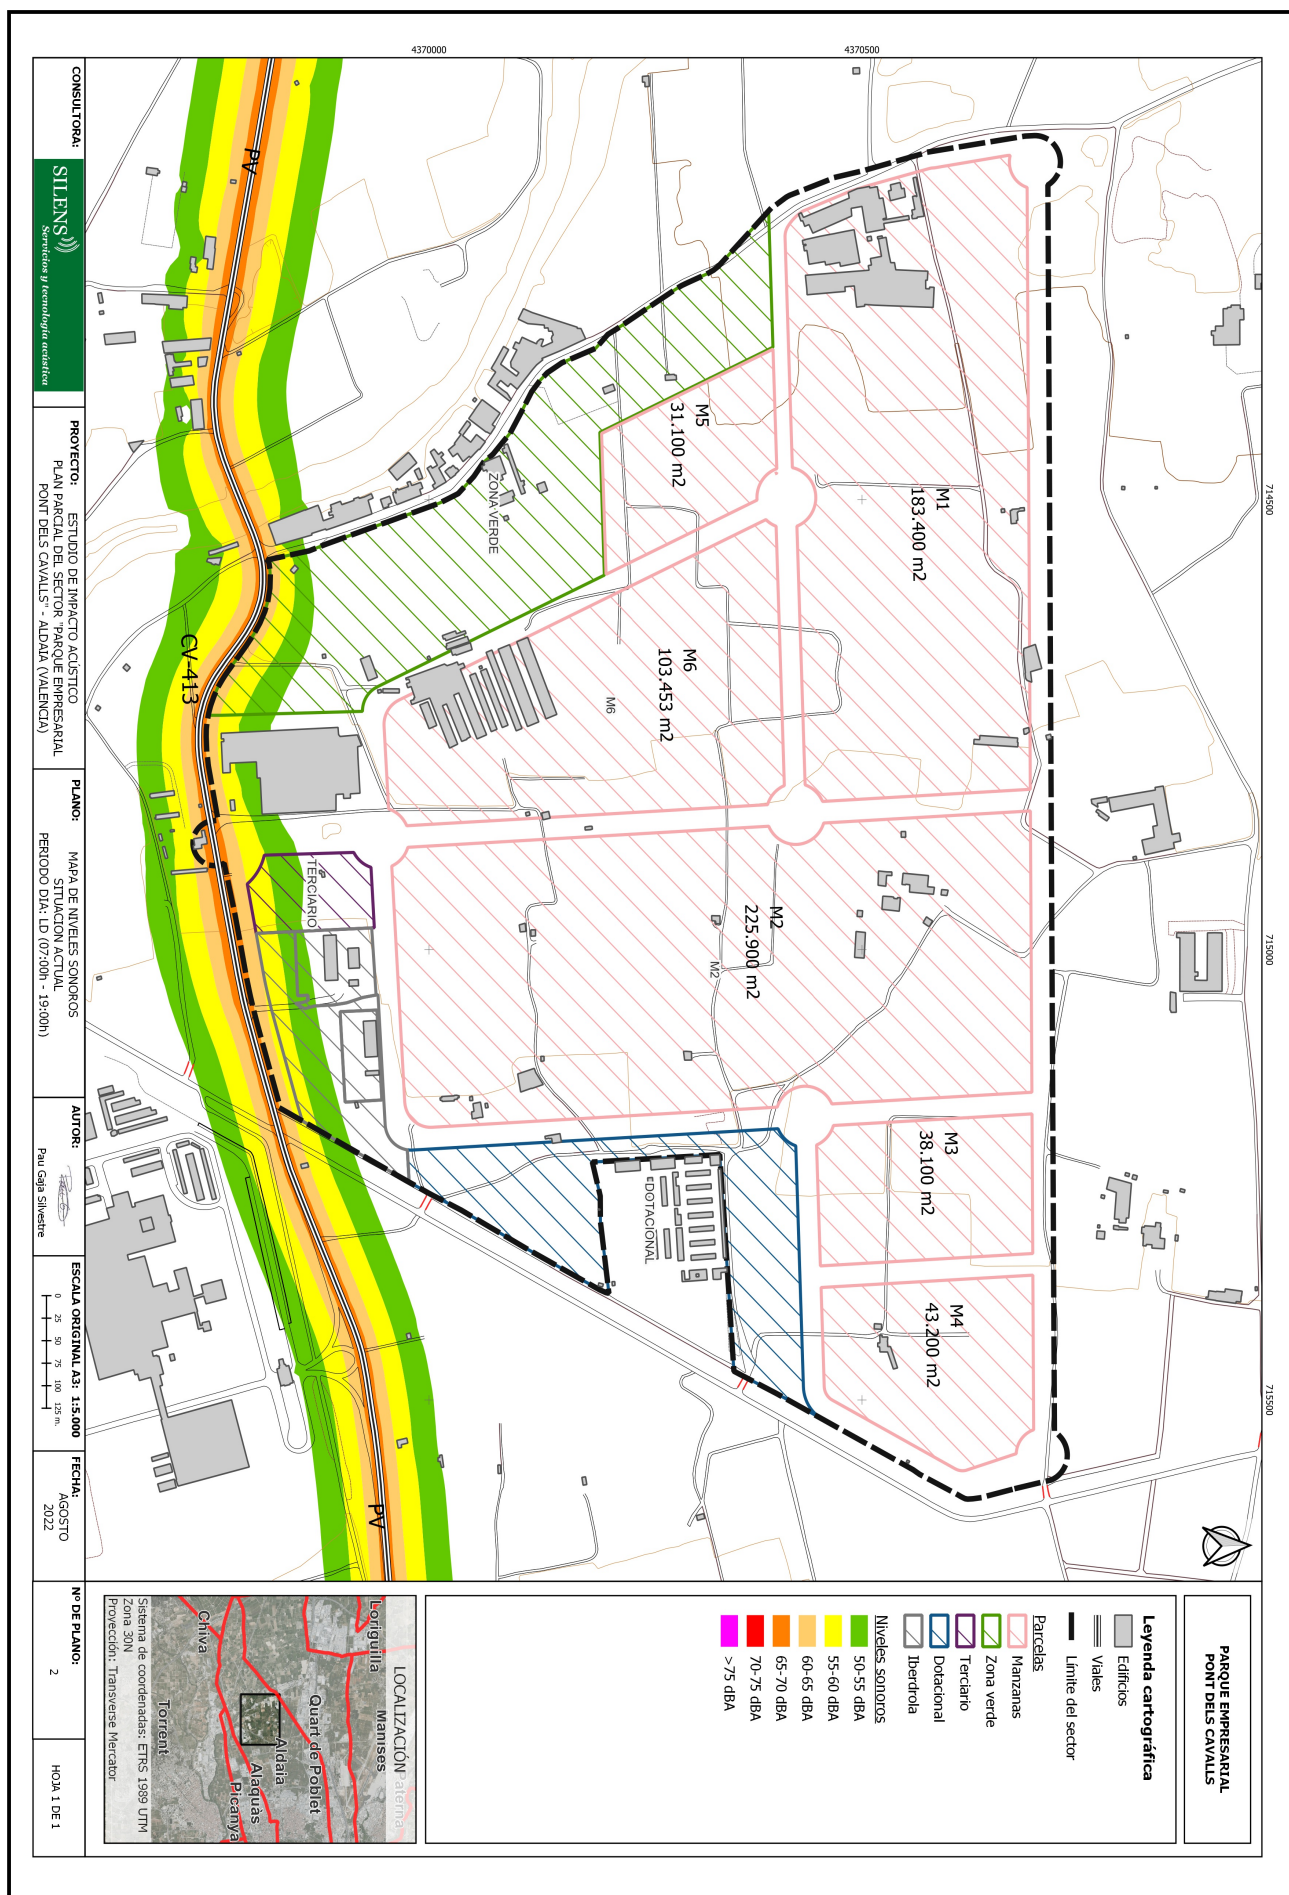 PARQUE EMPRESARIAL
PONT DELS CAVALLS
Leyenda cartográfica
Edificios
Viales
Límite del sector
Parcelas
Manzanas
Zona verde
Terciario
Dotacional
Iberdrola
Niveles sonoros
50-55 dBA
55-60 dBA
60-65 dBA
65-70 dBA
70-75 dBA
>75 dBA
LOCALIZACIÓN
Loriguilla
Manises
Paterna
Quart de Poblet
Chiva
Aldaia
Alaquàs
Picanya
Torrent
Sistema de coordenadas: ETRS 1989 UTM
Zona 30N
Proyección: Transverse Mercator
714500
715000
715500
4370500
4370000
M1
183.400 m2
M5
31.100 m2
M6
103.453 m2
M6
M2
225.900 m2
M2
M3
38.100 m2
M4
43.200 m2
ZONA VERDE
TERCIARIO
DOTACIONAL
PV
CV-413
PV
CONSULTORA:
SILENS
Servicios y tecnología acústica
PROYECTO:
ESTUDIO DE IMPACTO ACÚSTICO
PLAN PARCIAL DEL SECTOR "PARQUE EMPRESARIAL
PONT DELS CAVALLS" - ALDAIA (VALENCIA)
PLANO:
MAPA DE NIVELES SONOROS
SITUACION ACTUAL
PERIODO DIA: LD (07:00h - 19:00h)
AUTOR:
Pau Gaja Silvestre
ESCALA ORIGINAL A3: 1:5.000
0 25 50 75 100 125 m.
FECHA:
AGOSTO
2022
Nº DE PLANO:
2
HOJA 1 DE 1